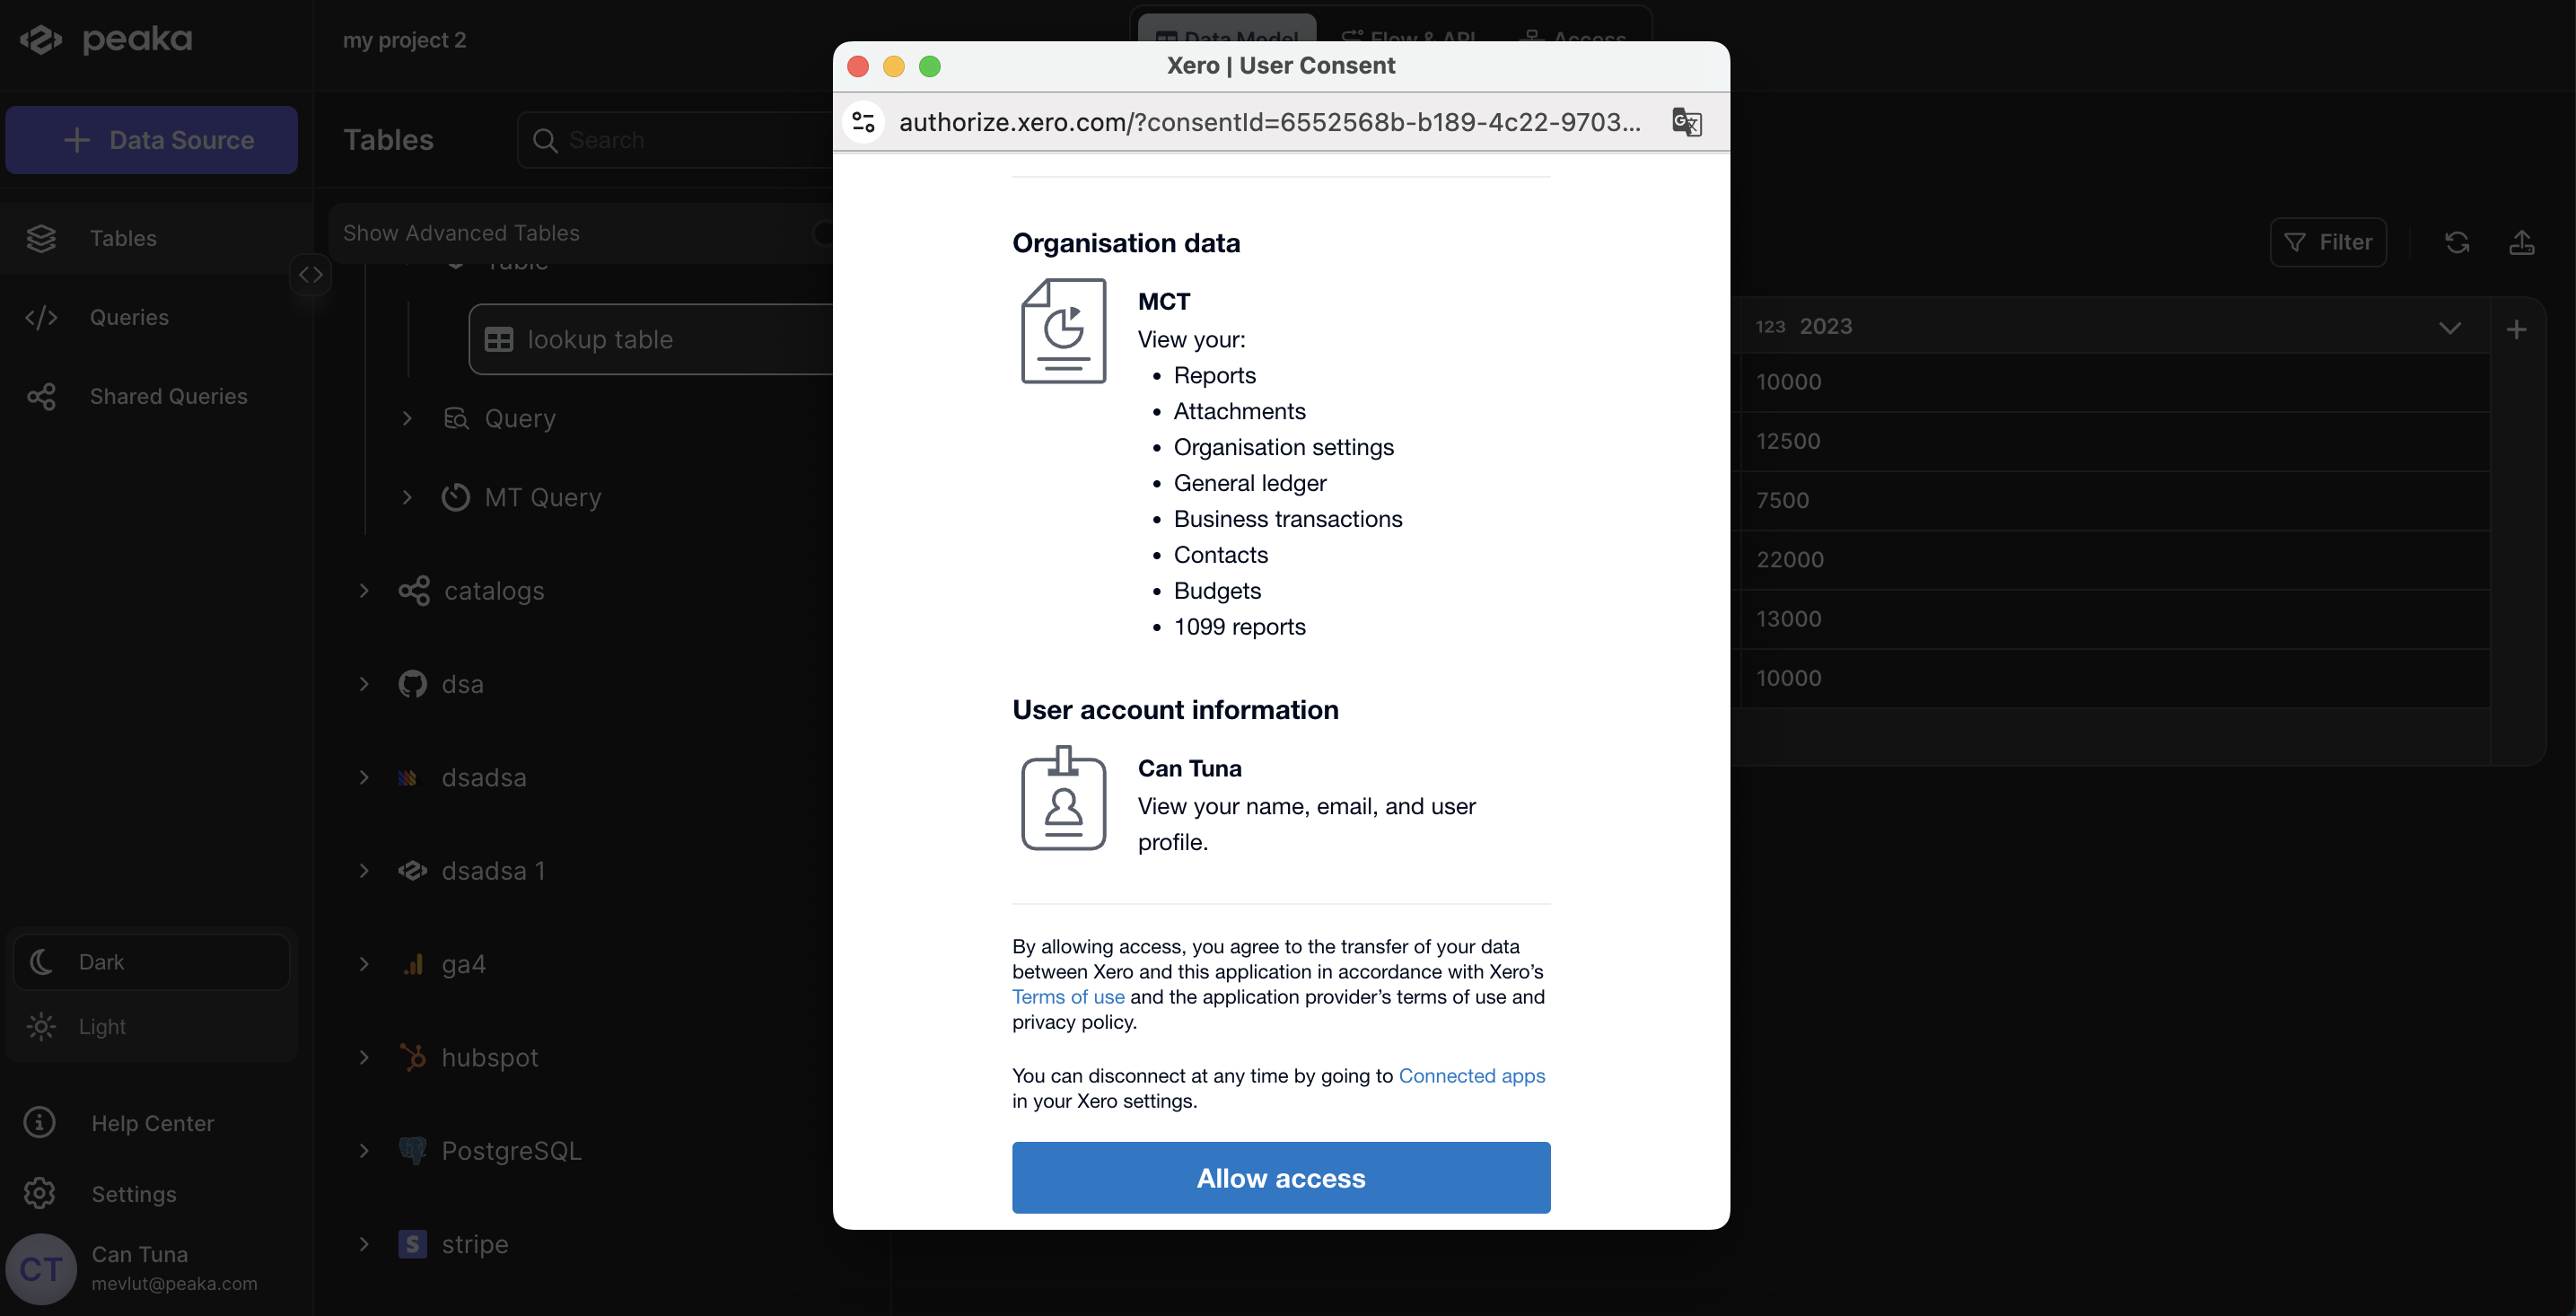 peaka
my project 2
Data Model
Flow & API
Access
Xero | User Consent
authorize.xero.com/?consentId=6552568b-b189-4c22-9703...
Data Source
Tables
Search
Tables
Queries
Shared Queries
Show Advanced Tables
Table
lookup table
Query
MT Query
catalogs
dsa
dsadsa
dsadsa 1
ga4
hubspot
PostgreSQL
stripe
Organisation data
MCT
View your:
• Reports
• Attachments
• Organisation settings
• General ledger
• Business transactions
• Contacts
• Budgets
• 1099 reports
User account information
Can Tuna
View your name, email, and user
profile.
By allowing access, you agree to the transfer of your data
between Xero and this application in accordance with Xero’s
Terms of use and the application provider’s terms of use and
privacy policy.
You can disconnect at any time by going to Connected apps
in your Xero settings.
Allow access
Filter
123 2023
10000
12500
7500
22000
13000
10000
Dark
Light
Help Center
Settings
CT
Can Tuna
mevlut@peaka.com